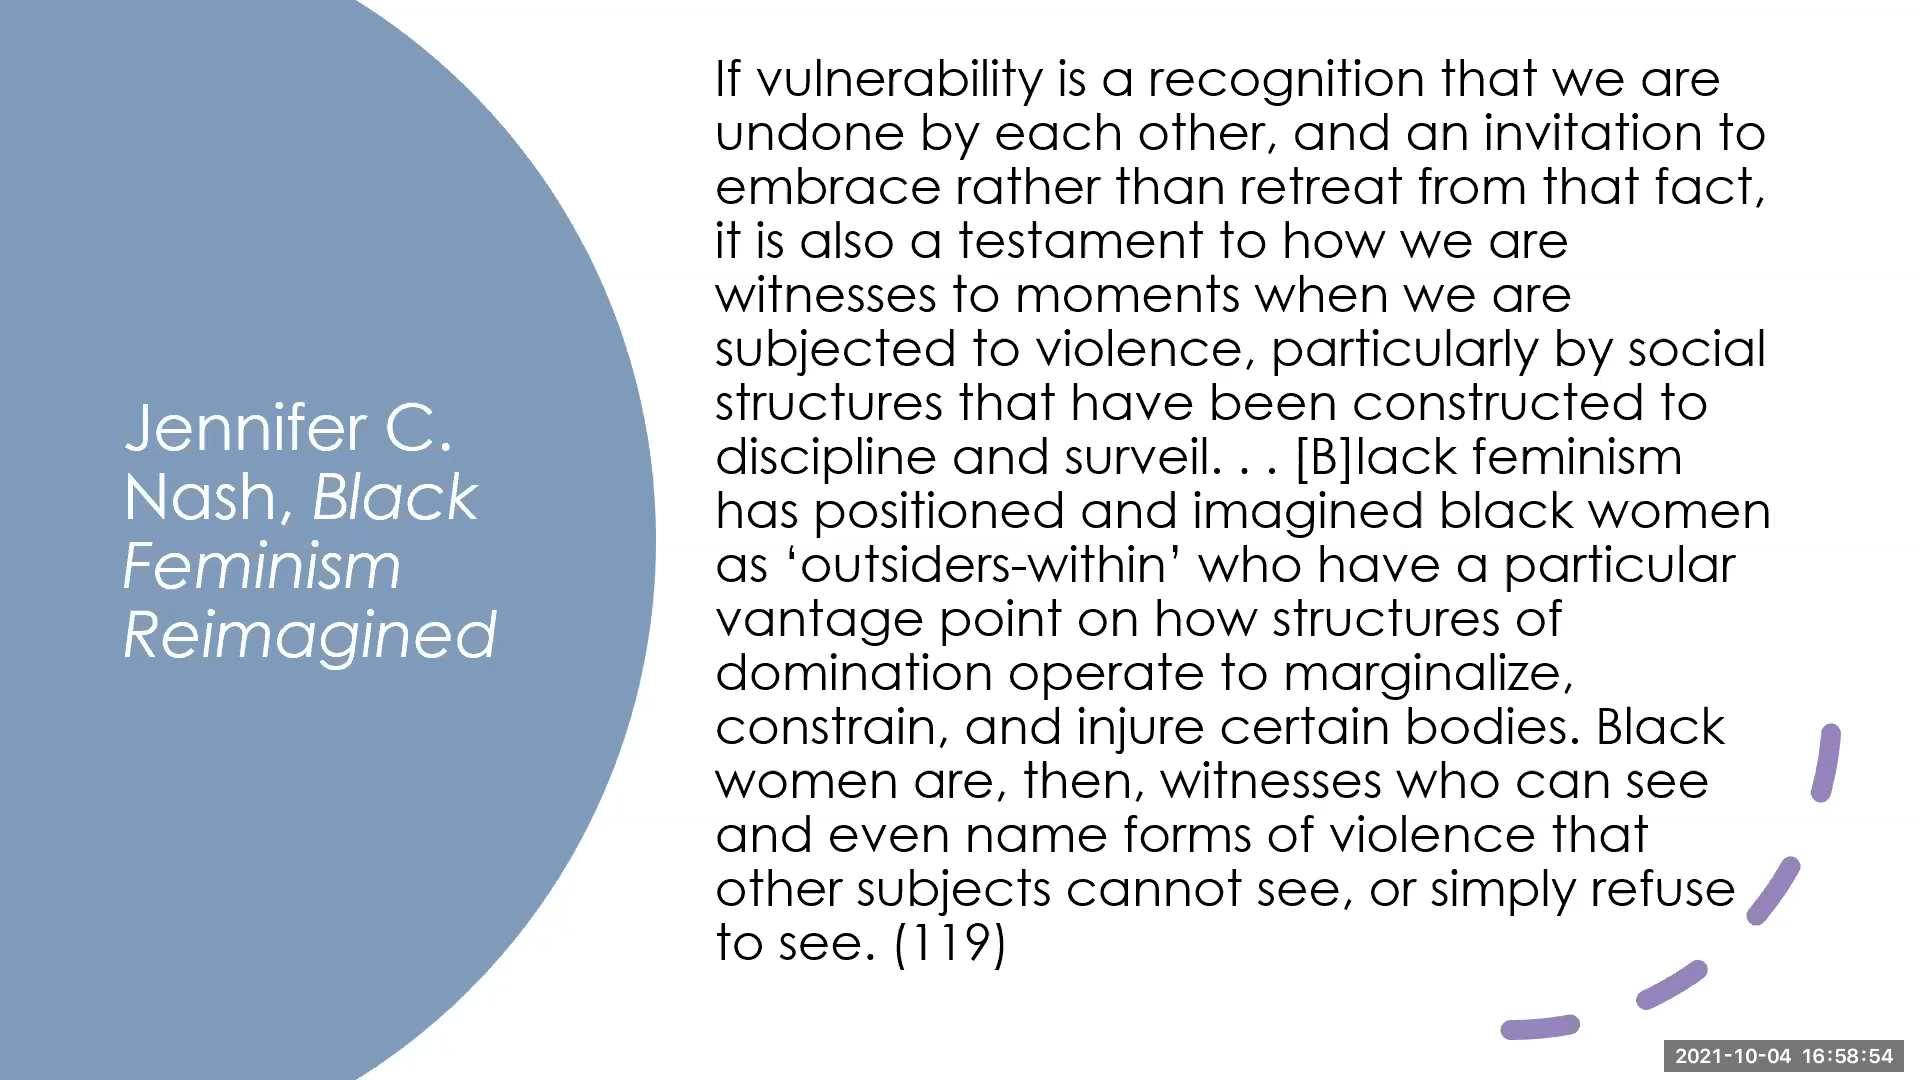 Jennifer C.
Nash, Black
Feminism
Reimagined
If vulnerability is a recognition that we are
undone by each other, and an invitation to
embrace rather than retreat from that fact,
it is also a testament to how we are
witnesses to moments when we are
subjected to violence, particularly by social
structures that have been constructed to
discipline and surveil. . . [B]lack feminism
has positioned and imagined black women
as ‘outsiders-within’ who have a particular
vantage point on how structures of
domination operate to marginalize,
constrain, and injure certain bodies. Black
women are, then, witnesses who can see
and even name forms of violence that
other subjects cannot see, or simply refuse
to see. (119)
2021-10-04 16:58:54